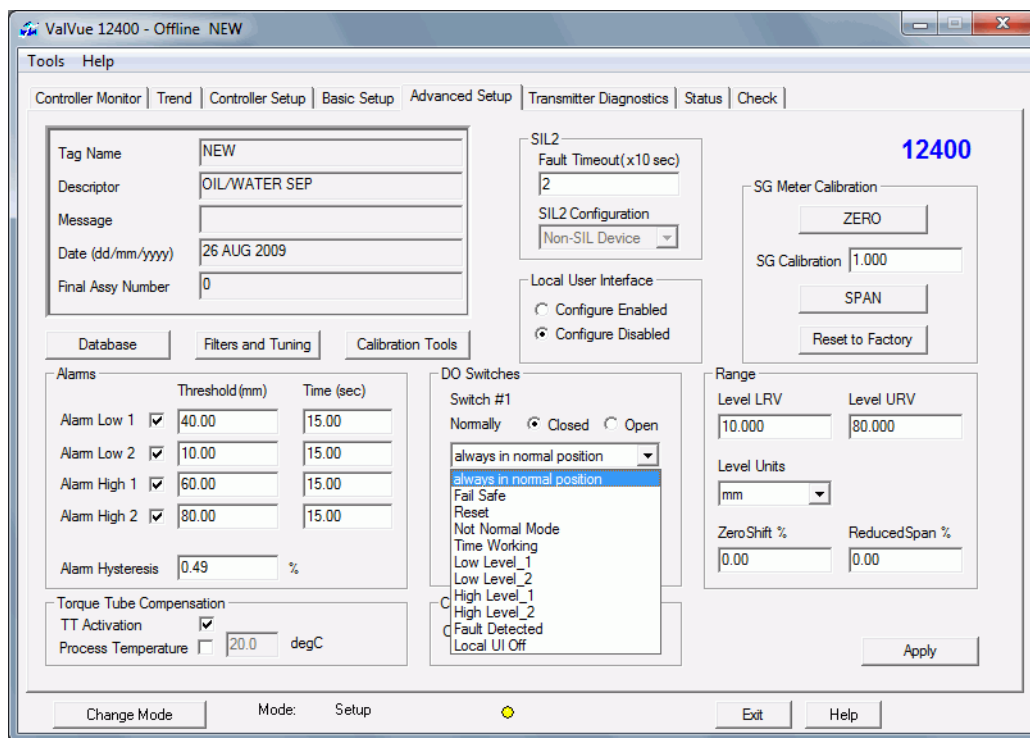 ValVue 12400 - Offline NEW
Tools Help
Controller Monitor Trend Controller Setup Basic Setup Advanced Setup Transmitter Diagnostics Status Check
Tag Name NEW
Descriptor OIL/WATER SEP
Message
Date (dd/mm/yyyy) 26 AUG 2009
Final Assy Number 0
Database Filters and Tuning Calibration Tools
SIL2
Fault Timeout(x10 sec)
2
SIL2 Configuration
Non-SIL Device
Local User Interface
Configure Enabled
Configure Disabled
12400
SG Meter Calibration
ZERO
SG Calibration 1.000
SPAN
Reset to Factory
Alarms
Threshold(mm) Time (sec)
Alarm Low 1 40.00 15.00
Alarm Low 2 10.00 15.00
Alarm High 1 60.00 15.00
Alarm High 2 80.00 15.00
Alarm Hysteresis 0.49 %
DO Switches
Switch #1
Normally Closed Open
always in normal position
always in normal position
Fail Safe
Reset
Not Normal Mode
Time Working
Low Level_1
Low Level_2
High Level_1
High Level_2
Fault Detected
Local UI Off
Range
Level LRV Level URV
10.000 80.000
Level Units
mm
Zero Shift % Reduced Span %
0.00 0.00
Torque Tube Compensation
TT Activation
Process Temperature 20.0 degC
Apply
Change Mode Mode: Setup Exit Help